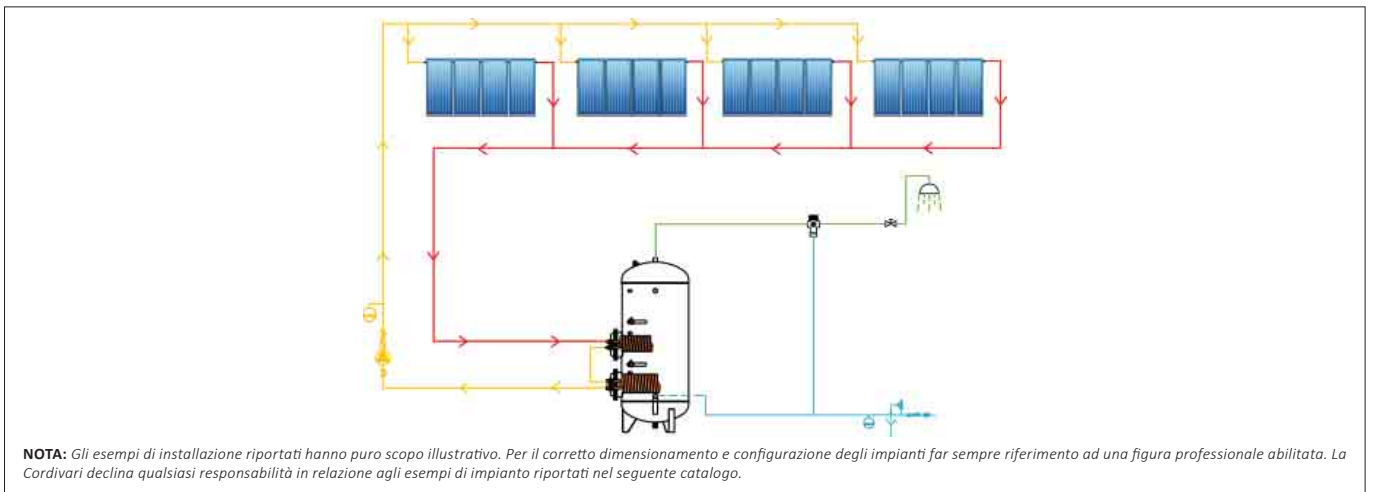 NOTA: Gli esempi di installazione riportati hanno puro scopo illustrativo. Per il corretto dimensionamento e configurazione degli impianti far sempre riferimento ad una figura professionale abilitata. La
Cordivari declina qualsiasi responsabilità in relazione agli esempi di impianto riportati nel seguente catalogo.